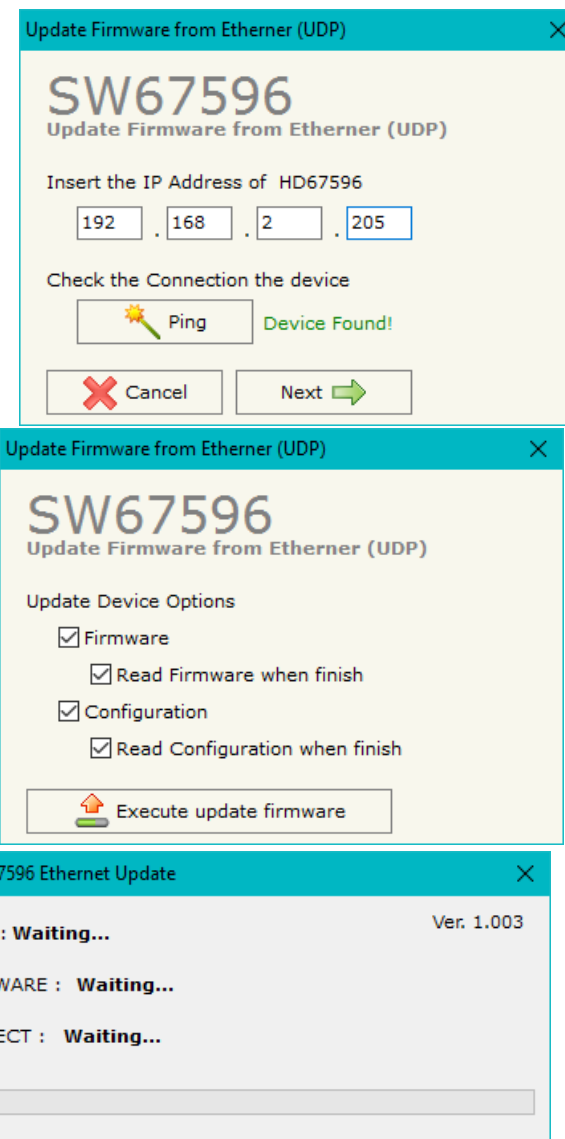 Update Firmware from Etherner (UDP)
SW67596
Update Firmware from Etherner (UDP)
Insert the IP Address of HD67596
192 . 168 . 2 . 205
Check the Connection the device
Ping Device Found!
Cancel Next
Update Firmware from Etherner (UDP)
SW67596
Update Firmware from Etherner (UDP)
Update Device Options
Firmware
Read Firmware when finish
Configuration
Read Configuration when finish
Execute update firmware
7596 Ethernet Update
: Waiting... Ver. 1.003
WARE : Waiting...
ECT : Waiting...